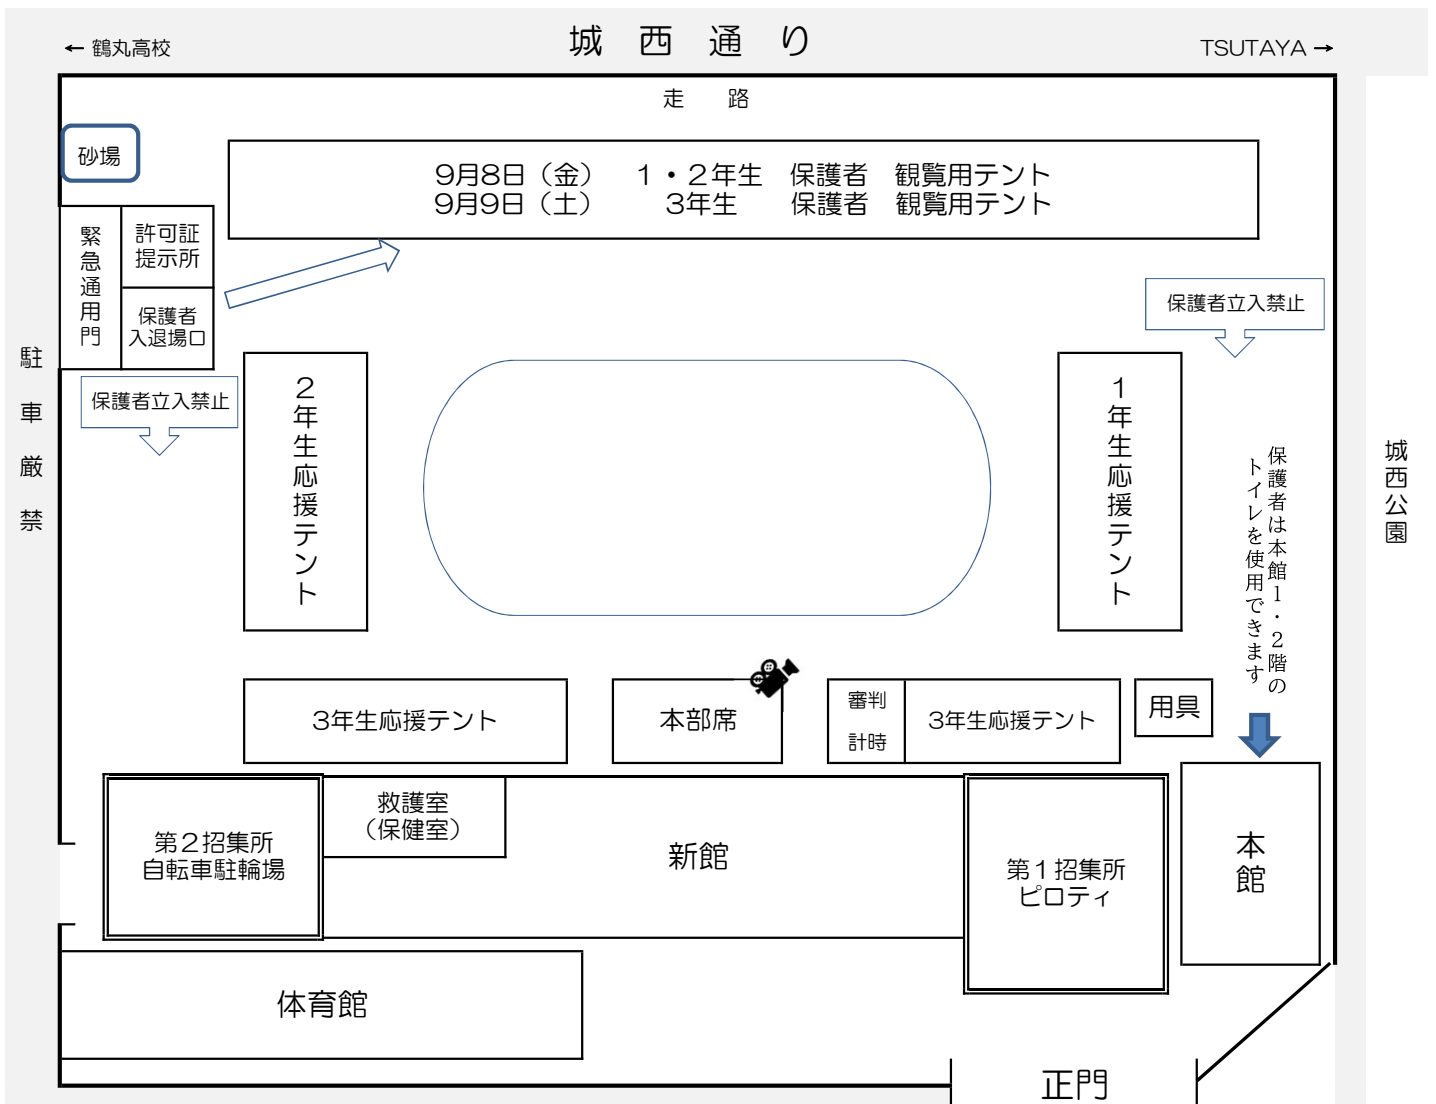 ← 鶴丸高校
城 西 通 り
TSUTAYA →
走 路
砂場
9月8日（金） 1・2年生 保護者 観覧用テント
9月9日（土） 3年生 保護者 観覧用テント
緊急通用門
許可証
提示所
保護者
入退場口
保護者立入禁止
保護者立入禁止
駐車厳禁
2年生応援テント
1年生応援テント
保護者は本館1・2階の
トイレを使用できます
城西公園
3年生応援テント
本部席
審判
計時
3年生応援テント
用具
第2招集所
自転車駐輪場
救護室
（保健室）
新館
第1招集所
ピロティ
本館
体育館
正門